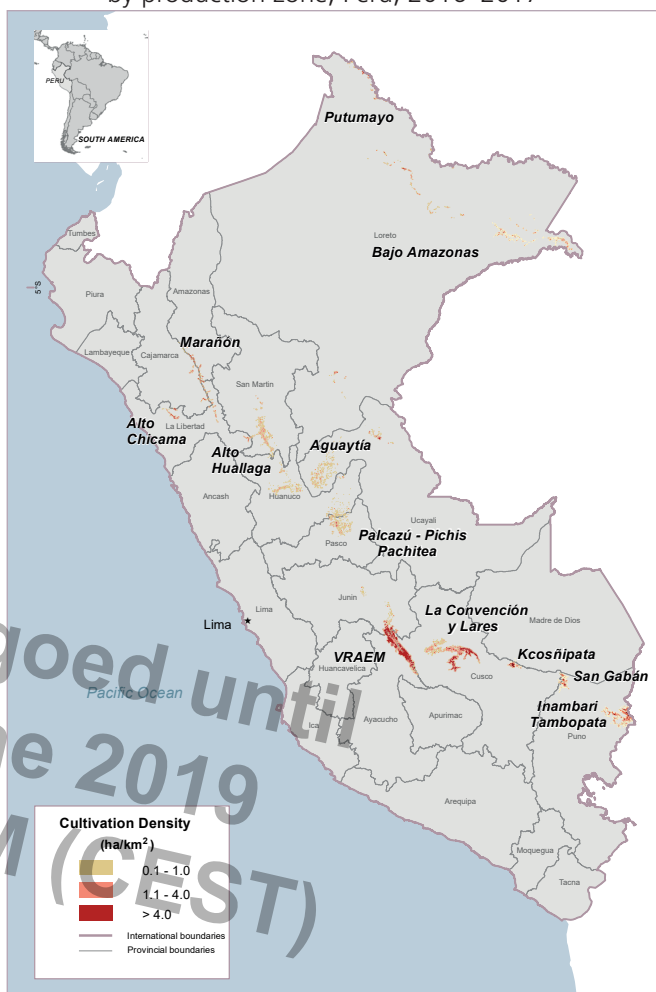 by production zone, Peru, 2016–2017
PERU
SOUTH AMERICA
Putumayo
Loreto
Bajo Amazonas
Tumbes
5°S
Piura
Amazonas
Marañón
Lambayeque
Cajamarca
San Martin
Alto
Chicama
La Libertad
Alto
Huallaga
Aguaytía
Ancash
Huanuco
Ucayali
Palcazú - Pichis
Pachitea
Pasco
Junin
La Convención
y Lares
Madre de Dios
Lima
Lima
VRAEM
Kcosñipata
Huancavelica
Cusco
San Gabán
Pacific Ocean
Inambari
Tambopata
Ica
Ayacucho
Apurimac
Puno
Arequipa
Moquegua
Tacna
goed until
ne 2019
M (CEST)
Cultivation Density
(ha/km²)
0.1 - 1.0
1.1 - 4.0
> 4.0
International boundaries
Provincial boundaries